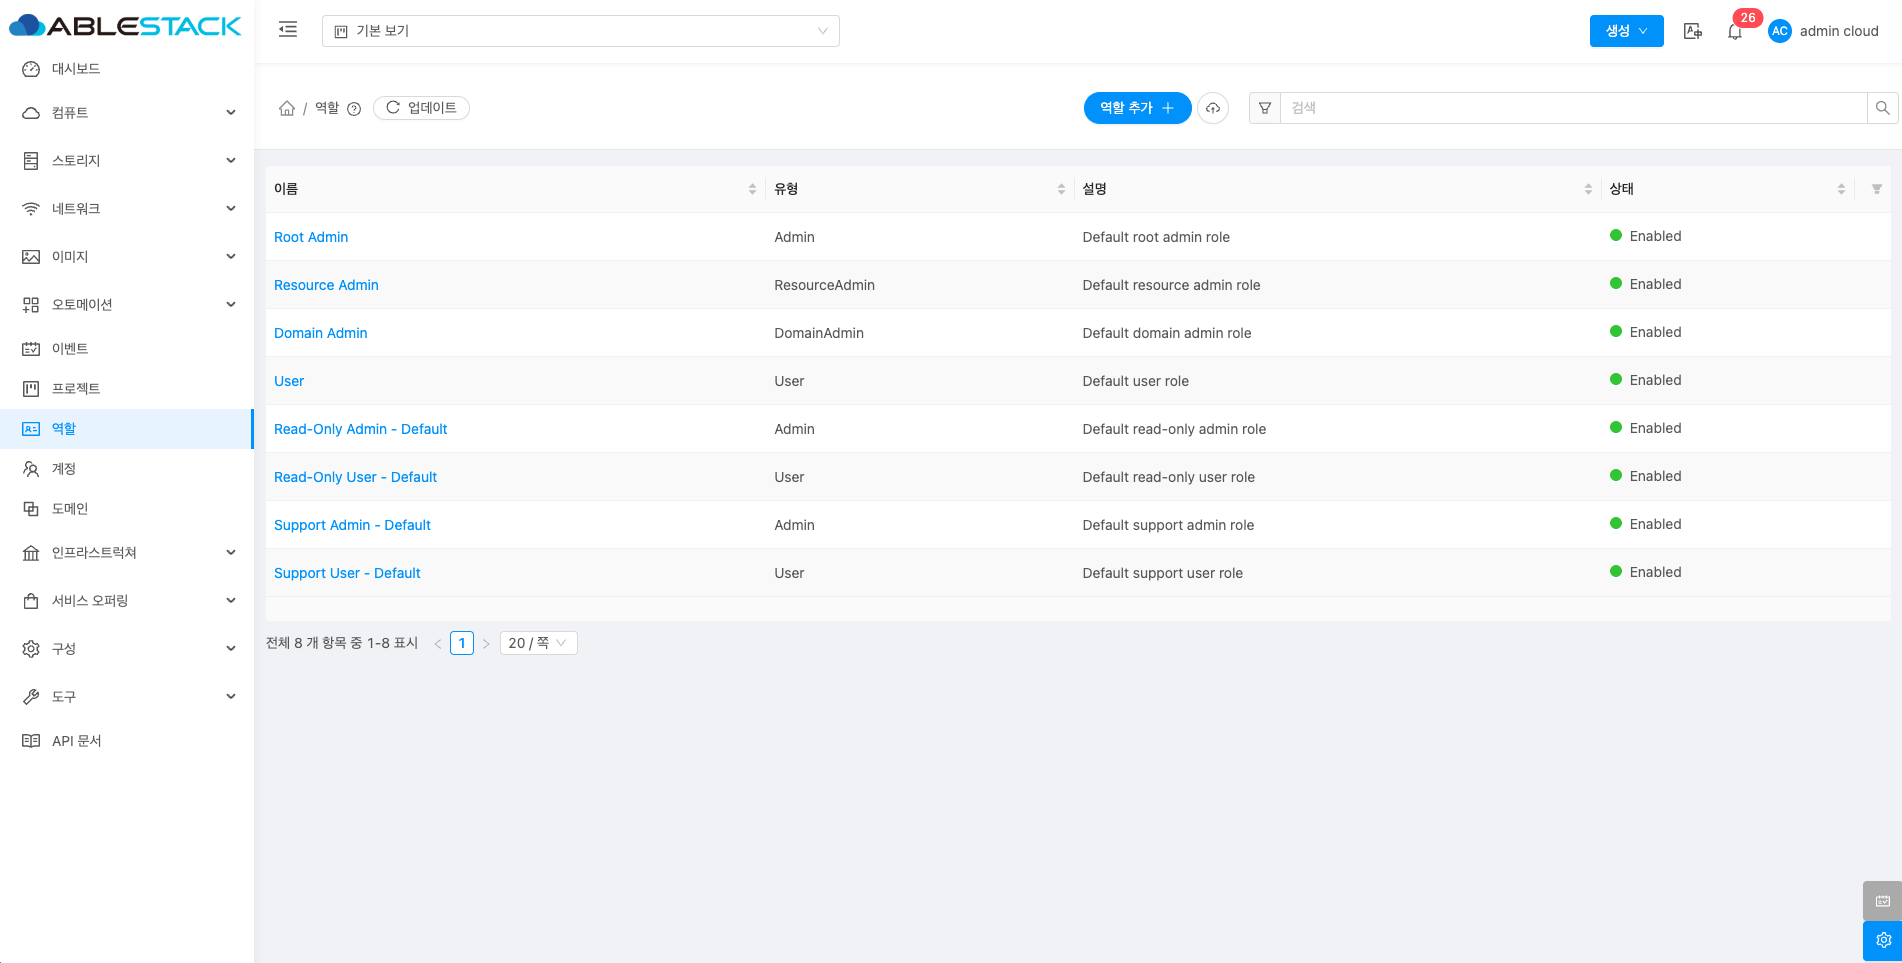 ABLESTACK
기본 보기
생성
26
AC
admin cloud
대시보드
컴퓨트
스토리지
네트워크
이미지
오토메이션
이벤트
프로젝트
역할
계정
도메인
인프라스트럭쳐
서비스 오퍼링
구성
도구
API 문서
/ 역할 업데이트
역할 추가
검색
이름 유형 설명 상태
Root Admin Admin Default root admin role Enabled
Resource Admin ResourceAdmin Default resource admin role Enabled
Domain Admin DomainAdmin Default domain admin role Enabled
User User Default user role Enabled
Read-Only Admin - Default Admin Default read-only admin role Enabled
Read-Only User - Default User Default read-only user role Enabled
Support Admin - Default Admin Default support admin role Enabled
Support User - Default User Default support user role Enabled
전체 8 개 항목 중 1-8 표시 < 1 > 20 / 쪽